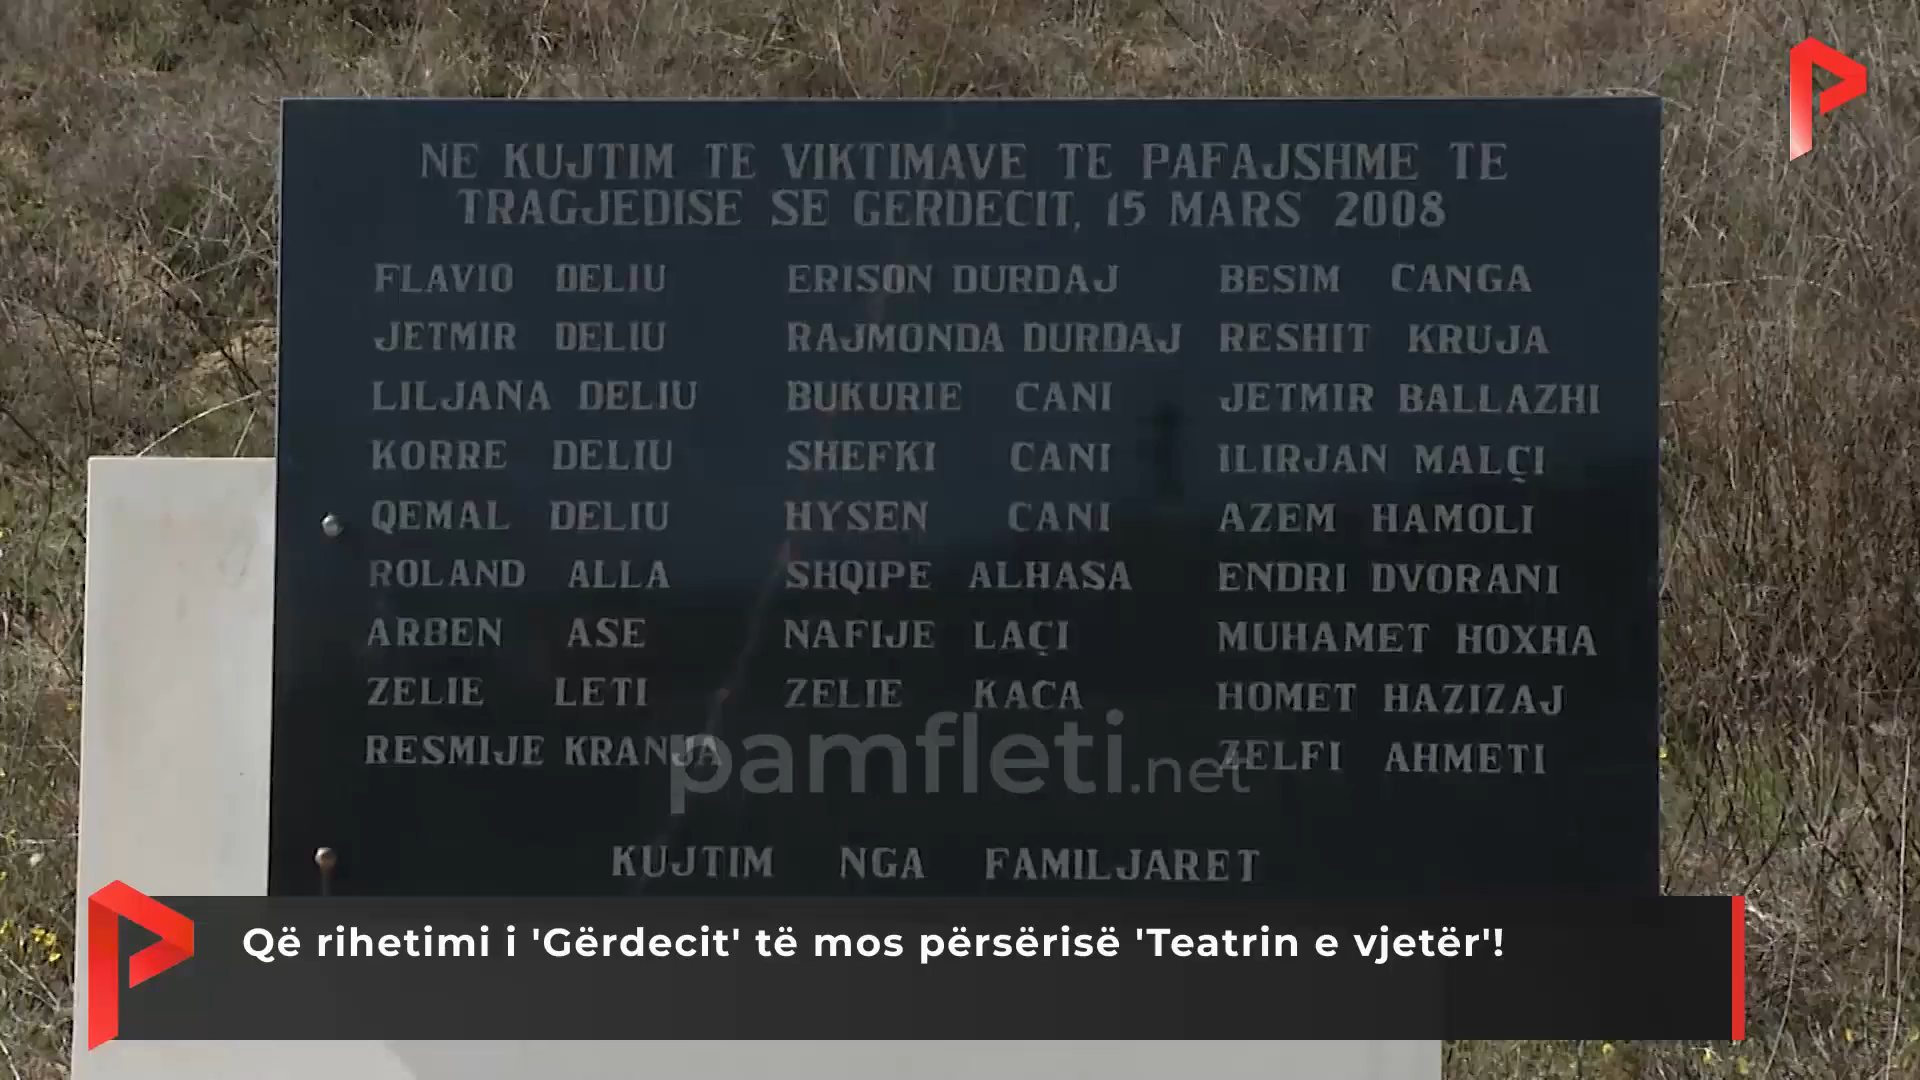 NE KUJTIM TE VIKTIMAVE TE PAFAJSHME TE
TRAGJEDISE SE GERDECIT, 15 MARS 2008
FLAVIO DELIU ERISON DURDAJ BESIM CANGA
JETMIR DELIU RAJMONDA DURDAJ RESHIT KRUJA
LILJANA DELIU BUKURIE CANI JETMIR BALLAZHI
KORRE DELIU SHEFKI CANI ILIRJAN MALÇI
QEMAL DELIU HYSEN CANI AZEM HAMOLI
ROLAND ALLA SHQIPE ALHASA ENDRI DVORANI
ARBEN ASE NAFIJE LAÇI MUHAMET HOXHA
ZELIE LETI ZELIE KACA HOMET HAZIZAJ
RESMIJE KRANJA ZELFI AHMETI
pamfleti.net
KUJTIM NGA FAMILJARET
Që rihetimi i 'Gërdecit' të mos përsërisë 'Teatrin e vjetër'!